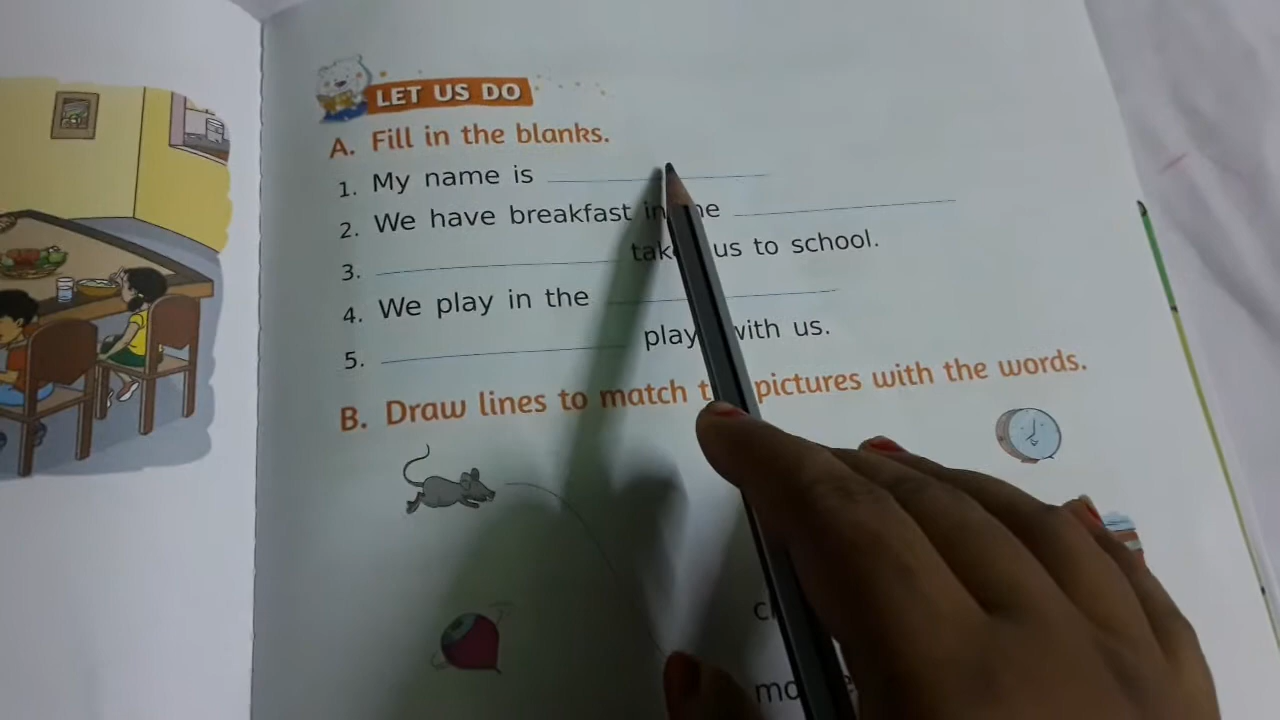 LET US DO
A. Fill in the blanks.
1. My name is
2. We have breakfast in
3. us to school.
4. We play in the
5. play with us.
B. Draw lines to match pictures with the words.